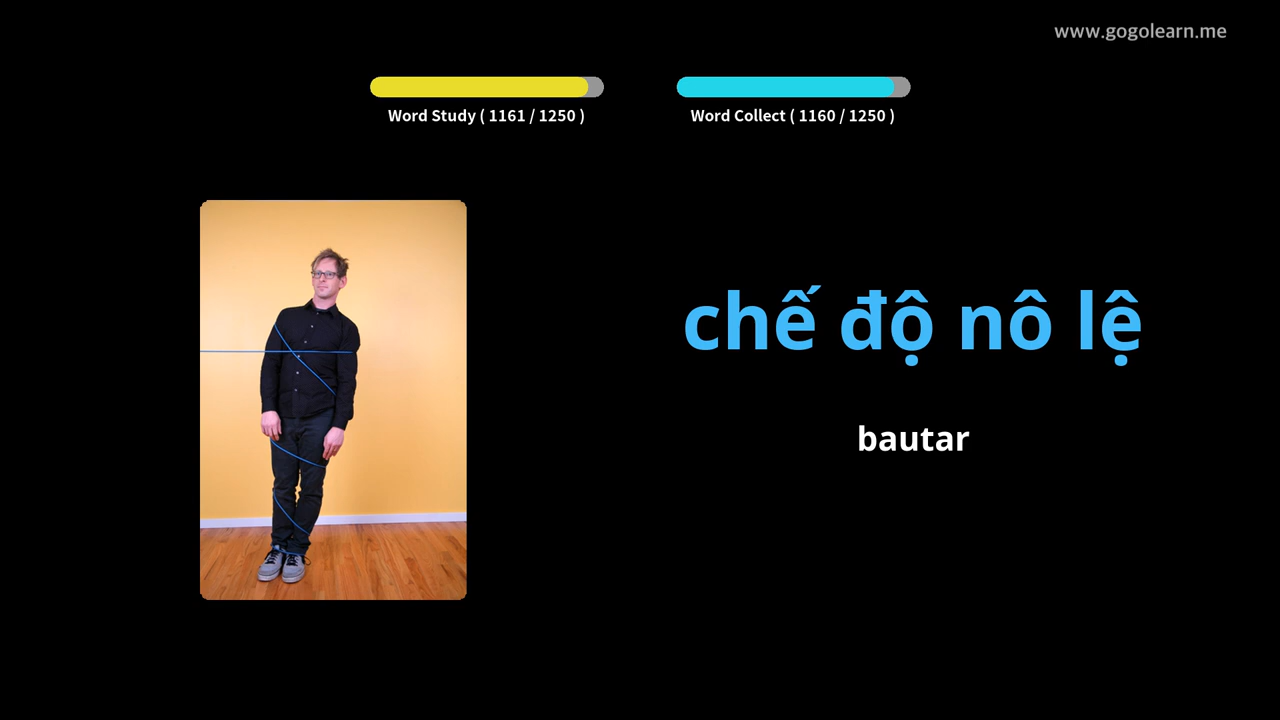 www.gogolearn.me
Word Study ( 1161 / 1250 )
Word Collect ( 1160 / 1250 )
chế độ nô lệ
bautar